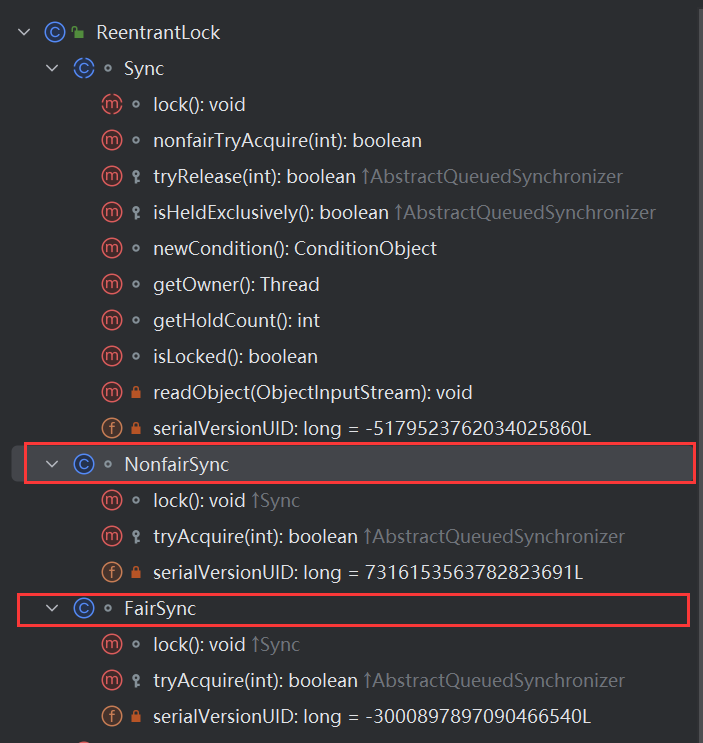 ReentrantLock
Sync
lock(): void
nonfairTryAcquire(int): boolean
tryRelease(int): boolean ↑AbstractQueuedSynchronizer
isHeldExclusively(): boolean ↑AbstractQueuedSynchronizer
newCondition(): ConditionObject
getOwner(): Thread
getHoldCount(): int
isLocked(): boolean
readObject(ObjectInputStream): void
serialVersionUID: long = -5179523762034025860L
NonfairSync
lock(): void ↑Sync
tryAcquire(int): boolean ↑AbstractQueuedSynchronizer
serialVersionUID: long = 7316153563782823691L
FairSync
lock(): void ↑Sync
tryAcquire(int): boolean ↑AbstractQueuedSynchronizer
serialVersionUID: long = -3000897897090466540L